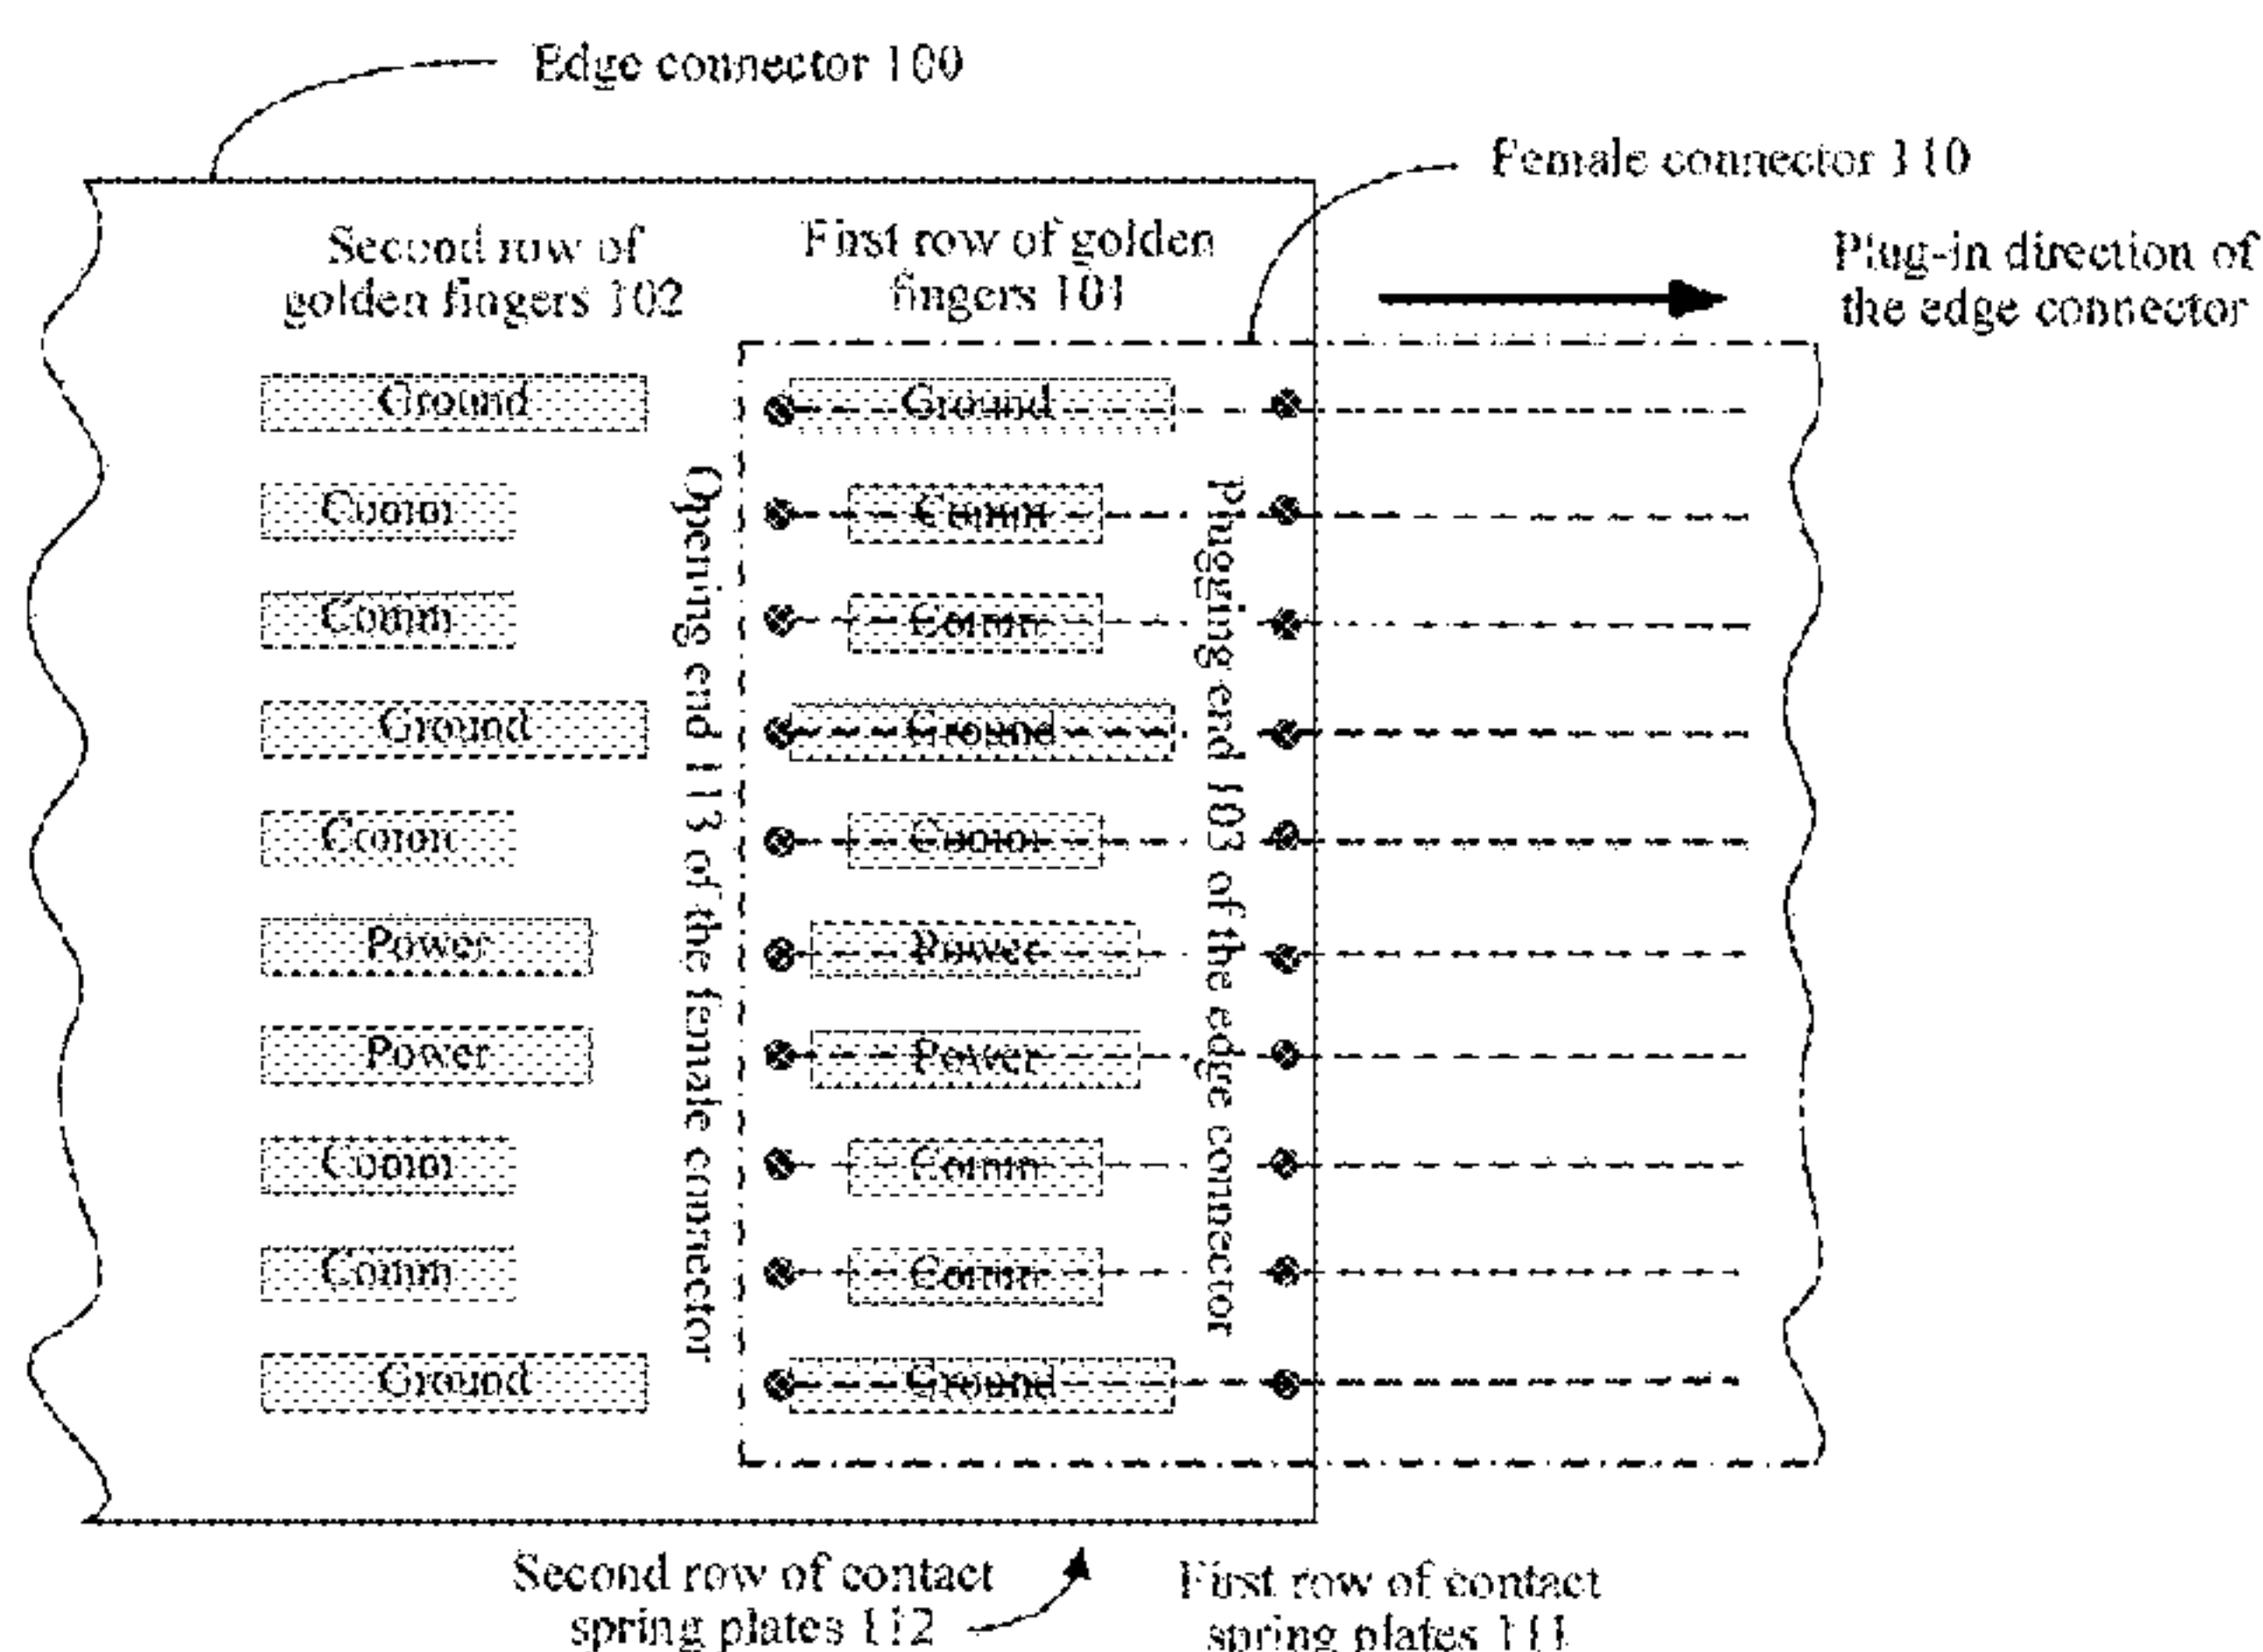 Edge connector 100
Female connector 110
Second row of
golden fingers 102
First row of golden
fingers 101
Plug-in direction of
the edge connector
Ground
Ground
Comm
Comm
Comm
Comm
Ground
Ground
Comm
Comm
Power
Power
Power
Power
Comm
Comm
Comm
Comm
Ground
Ground
Opening end 113 of the female connector
Plugging end 103 of the edge connector
Second row of contact
spring plates 112
First row of contact
spring plates 111